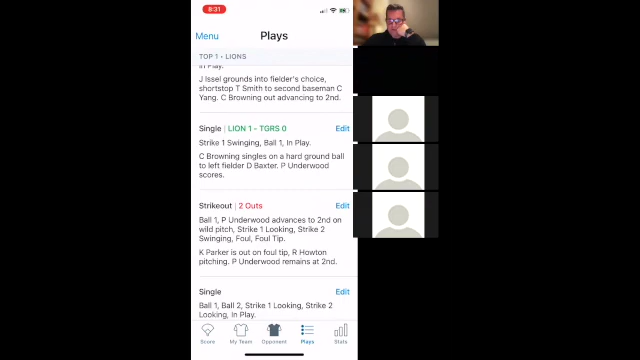 8:31
Menu
Plays
TOP 1 • LIONS
In Play.
J Issel grounds into fielder's choice,
shortstop T Smith to second baseman C
Yang. C Browning out advancing to 2nd.
Single | LION 1 - TGRS 0
Edit
Strike 1 Swinging, Ball 1, In Play.
C Browning singles on a hard ground ball
to left fielder D Baxter. P Underwood
scores.
Strikeout | 2 Outs
Edit
Ball 1, P Underwood advances to 2nd on
wild pitch, Strike 1 Looking, Strike 2
Swinging, Foul, Foul Tip.
K Parker is out on foul tip, R Howton
pitching. P Underwood remains at 2nd.
Single
Edit
Ball 1, Ball 2, Strike 1 Looking, Strike 2
Looking, In Play.
Score
My Team
Opponent
Plays
Stats